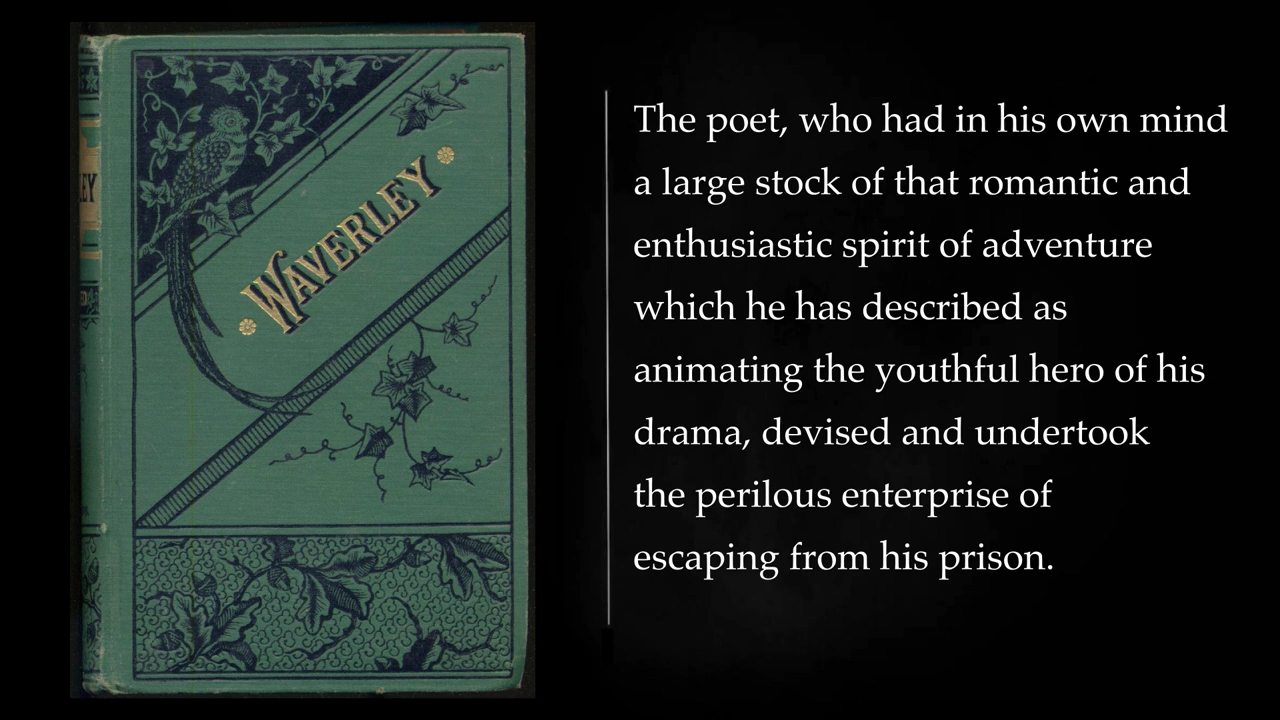 WAVERLEY
EY
The poet, who had in his own mind
a large stock of that romantic and
enthusiastic spirit of adventure
which he has described as
animating the youthful hero of his
drama, devised and undertook
the perilous enterprise of
escaping from his prison.